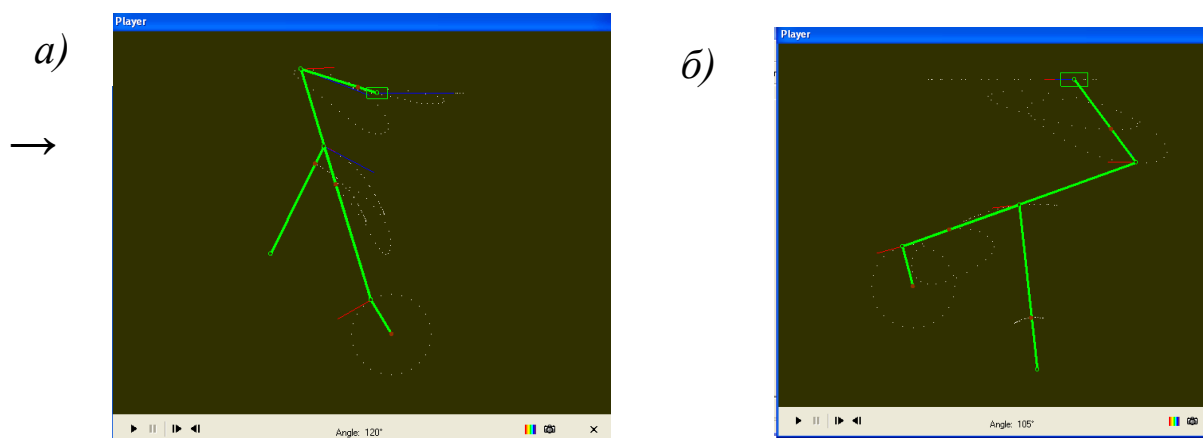 а)
Player
Angle: 120°
б)
Player
Angle: 105°